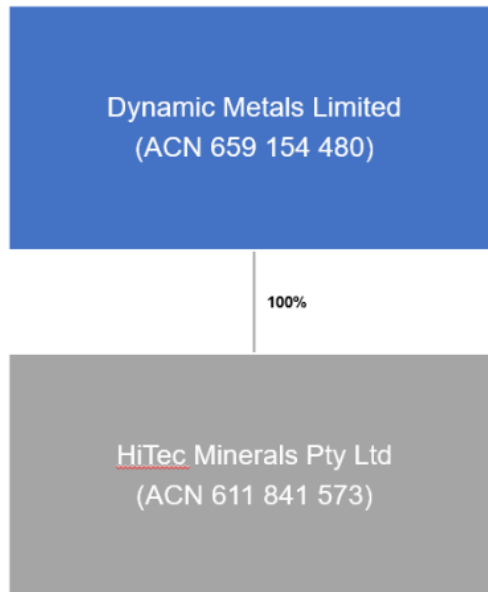 Dynamic Metals Limited
(ACN 659 154 480)
100%
HiTec Minerals Pty Ltd
(ACN 611 841 573)